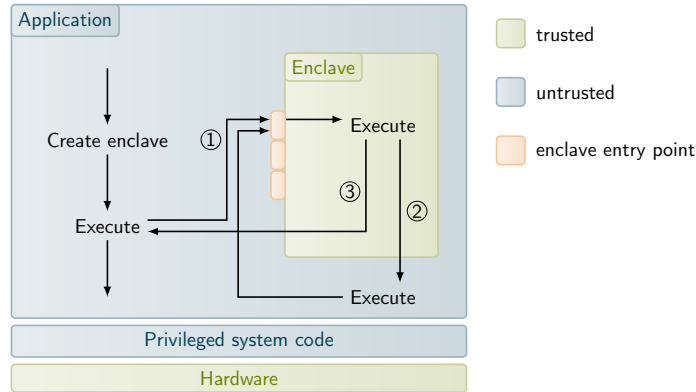 Application
trusted
Enclave
untrusted
Execute
Create enclave
①
enclave entry point
③
②
Execute
Execute
Privileged system code
Hardware